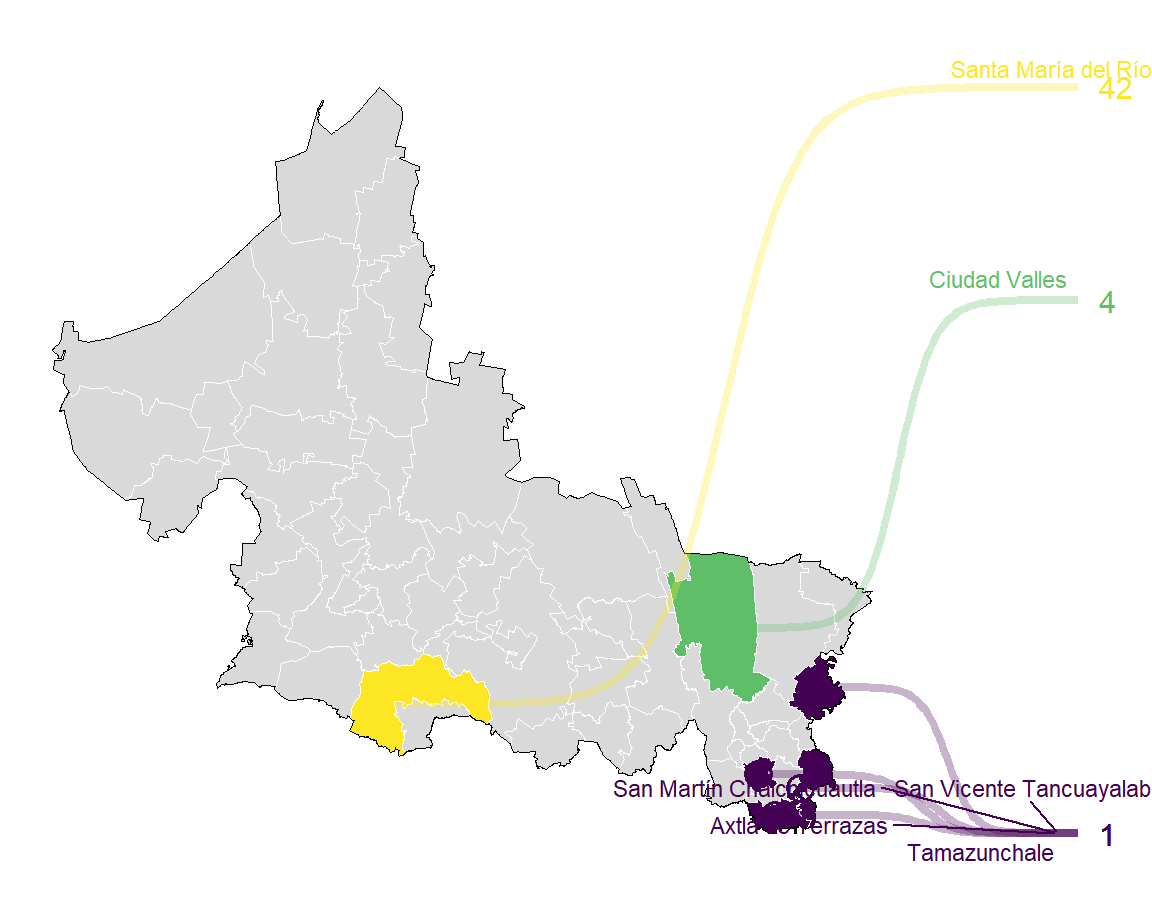 Santa María del Río
42
Ciudad Valles
4
San Martín Chalchicuautla
San Vicente Tancuayalab
Axtla de Terrazas
1
Tamazunchale